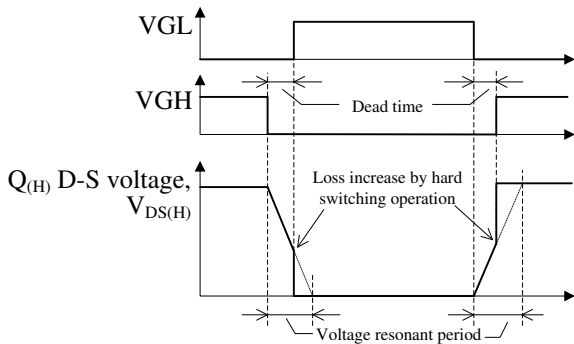 VGL
VGH
Dead time
Q(H) D-S voltage,
VDS(H)
Loss increase by hard
switching operation
Voltage resonant period